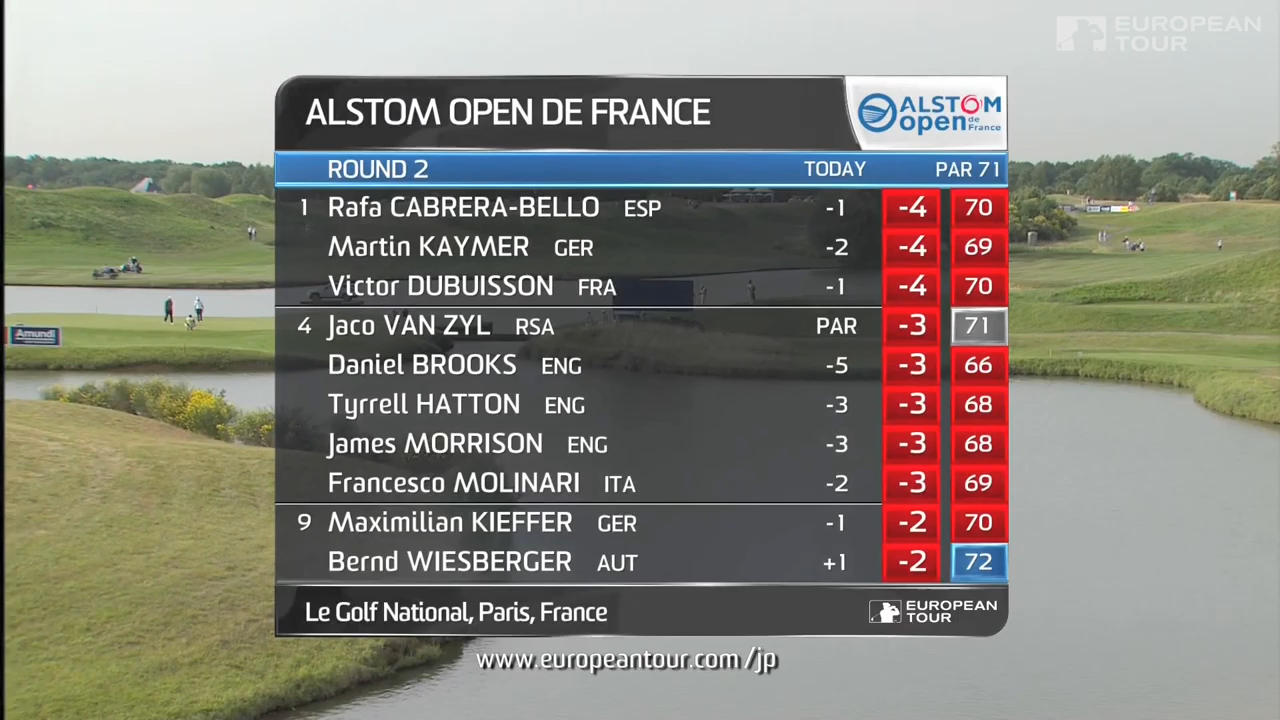 EUROPEAN
TOUR
ALSTOM OPEN DE FRANCE
ALSTOM
open de France
ROUND 2 TODAY PAR 71
1 Rafa CABRERA-BELLO ESP -1 -4 70
Martin KAYMER GER -2 -4 69
Victor DUBUISSON FRA -1 -4 70
4 Jaco VAN ZYL RSA PAR -3 71
Daniel BROOKS ENG -5 -3 66
Tyrrell HATTON ENG -3 -3 68
James MORRISON ENG -3 -3 68
Francesco MOLINARI ITA -2 -3 69
9 Maximilian KIEFFER GER -1 -2 70
Bernd WIESBERGER AUT +1 -2 72
Le Golf National, Paris, France
EUROPEAN
TOUR
www.europeantour.com /jp
Amundi